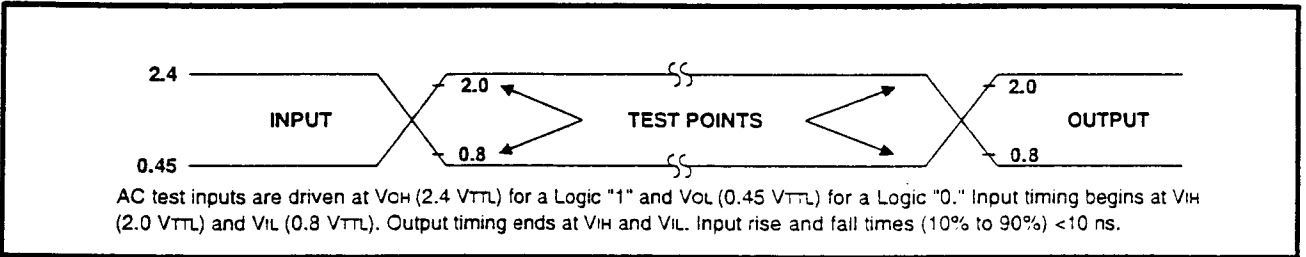 2.4
2.0
2.0
INPUT
TEST POINTS
OUTPUT
0.8
0.8
0.45
AC test inputs are driven at VOH (2.4 VTTL) for a Logic "1" and VOL (0.45 VTTL) for a Logic "0." Input timing begins at VIH
(2.0 VTTL) and VIL (0.8 VTTL). Output timing ends at VIH and VIL. Input rise and fall times (10% to 90%) <10 ns.